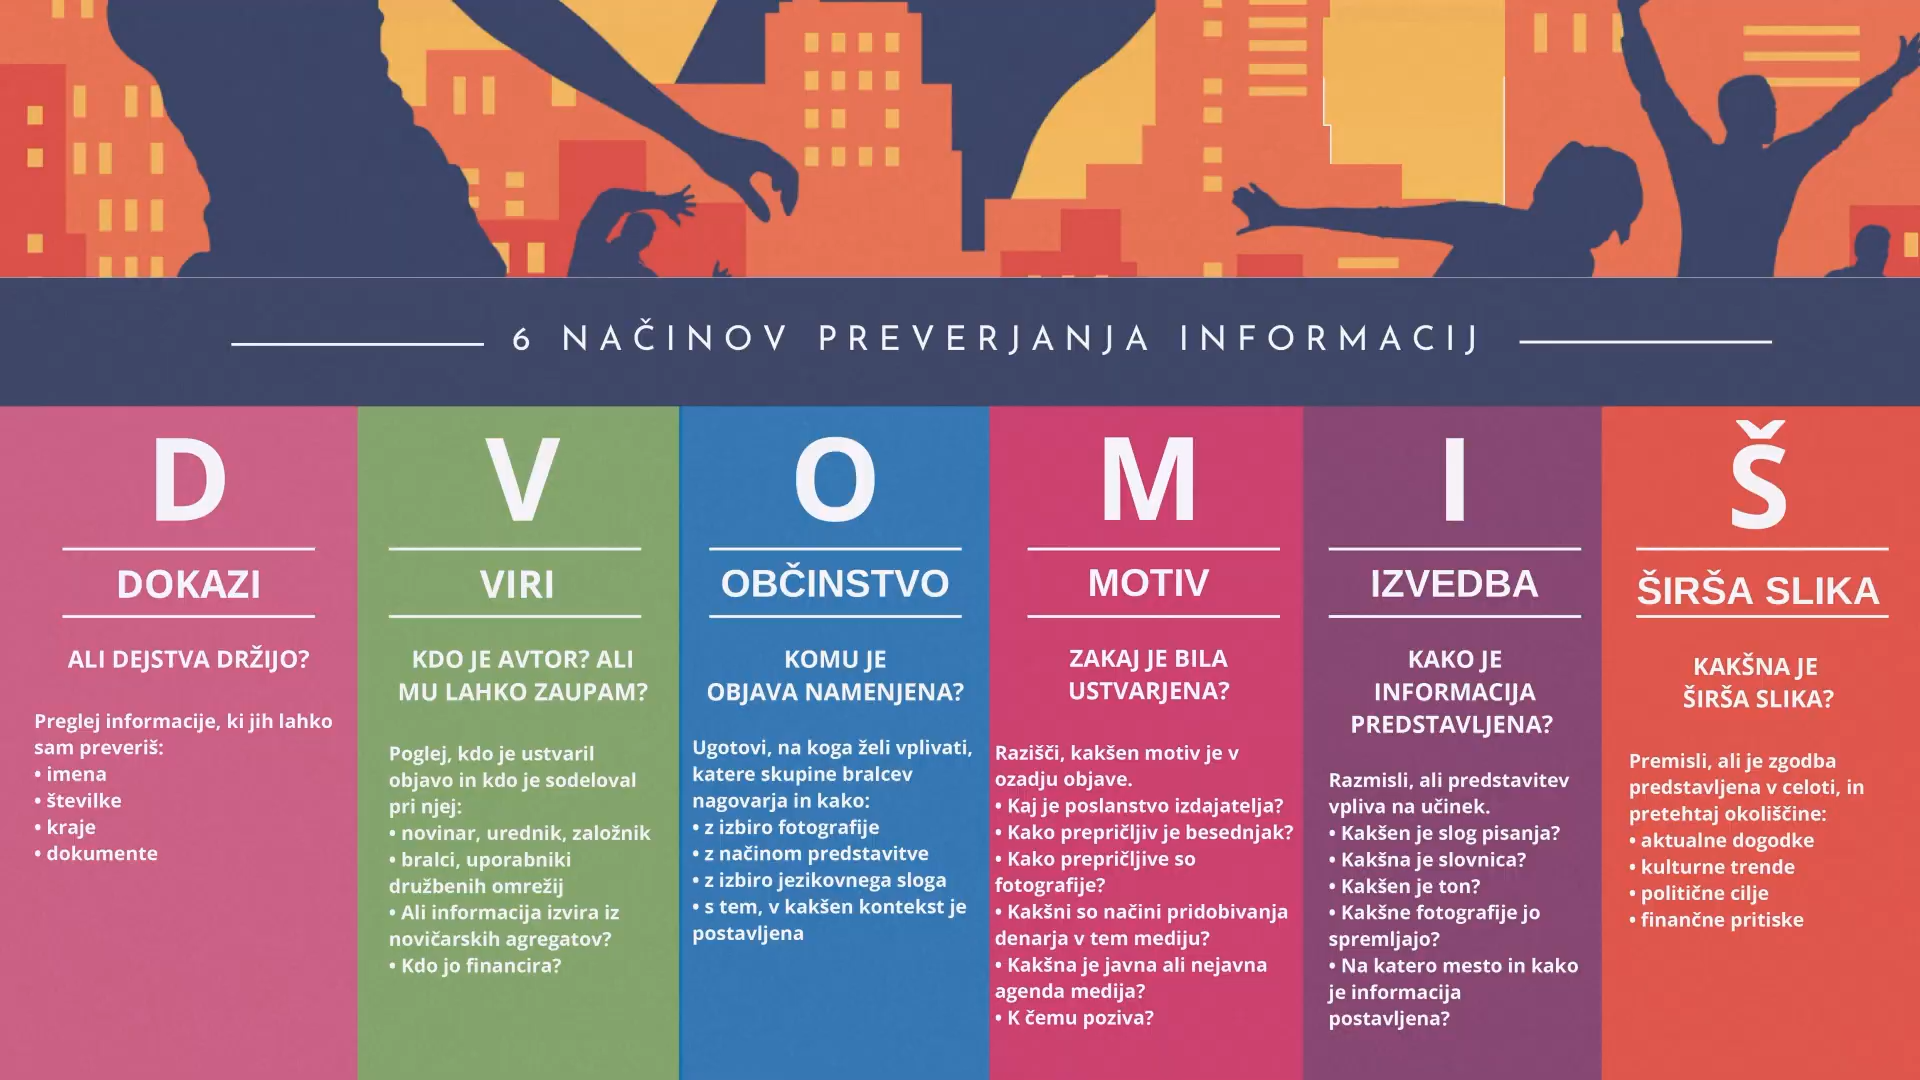 6 NAČINOV PREVERJANJA INFORMACIJ
D
DOKAZI
ALI DEJSTVA DRŽIJO?
Preglej informacije, ki jih lahko
sam preveriš:
• imena
• številke
• kraje
• dokumente
V
VIRI
KDO JE AVTOR? ALI
MU LAHKO ZAUPAM?
Poglej, kdo je ustvaril
objavo in kdo je sodeloval
pri njej:
• novinar, urednik, založnik
• bralci, uporabniki
družbenih omrežij
• Ali informacija izvira iz
novičarskih agregatov?
• Kdo jo financira?
O
OBČINSTVO
KOMU JE
OBJAVA NAMENJENA?
Ugotovi, na koga želi vplivati,
katere skupine bralcev
nagovarja in kako:
• z izbiro fotografije
• z načinom predstavitve
• z izbiro jezikovnega sloga
• s tem, v kakšen kontekst je
postavljena
M
MOTIV
ZAKAJ JE BILA
USTVARJENA?
Razišči, kakšen motiv je v
ozadju objave.
• Kaj je poslanstvo izdajatelja?
• Kako prepričljiv je besednjak?
• Kako prepričljive so
fotografije?
• Kakšni so načini pridobivanja
denarja v tem mediju?
• Kakšna je javna ali nejavna
agenda medija?
• K čemu poziva?
I
IZVEDBA
KAKO JE
INFORMACIJA
PREDSTAVLJENA?
Razmisli, ali predstavitev
vpliva na učinek.
• Kakšen je slog pisanja?
• Kakšna je slovnica?
• Kakšen je ton?
• Kakšne fotografije jo
spremljajo?
• Na katero mesto in kako
je informacija
postavljena?
Š
ŠIRŠA SLIKA
KAKŠNA JE
ŠIRŠA SLIKA?
Premisli, ali je zgodba
predstavljena v celoti, in
pretehtaj okoliščine:
• aktualne dogodke
• kulturne trende
• politične cilje
• finančne pritiske